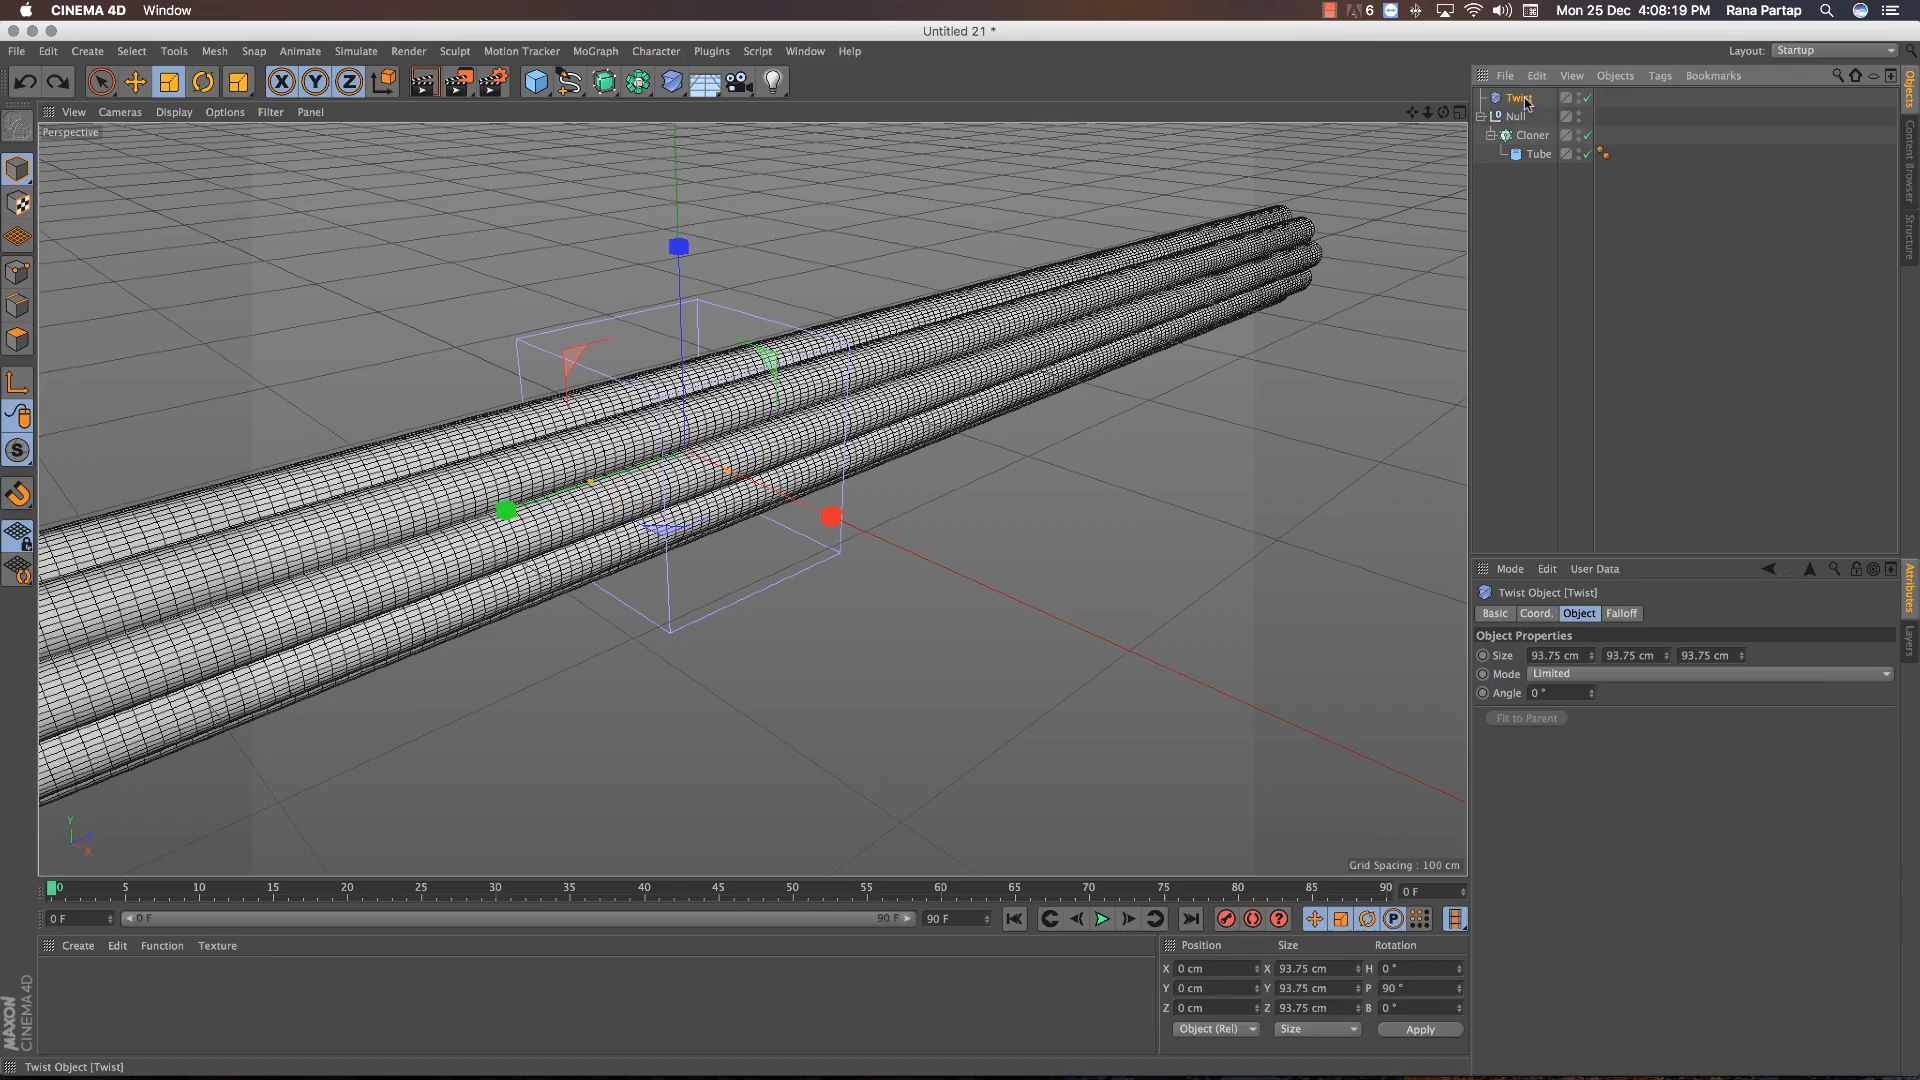 CINEMA 4D Window 6 Mon 25 Dec 4:08:19 PM Rana Partap
Untitled 21 *
File Edit Create Select Tools Mesh Snap Animate Simulate Render Sculpt Motion Tracker MoGraph Character Plugins Script Window Help Layout: Startup
X Y Z
File Edit View Objects Tags Bookmarks
View Cameras Display Options Filter Panel
Perspective
Twist
Null
Cloner
Tube
Objects
Content Browser
Structure
S
Mode Edit User Data
Twist Object [Twist]
Basic Coord. Object Falloff
Object Properties
Size 93.75 cm 93.75 cm 93.75 cm
Mode Limited
Angle 0 °
Fit to Parent
Attributes
Layers
Y
Z
X
Grid Spacing : 100 cm
0 5 10 15 20 25 30 35 40 45 50 55 60 65 70 75 80 85 90 0 F
0 F 0 F 90 F 90 F
P
Create Edit Function Texture
Position Size Rotation
X 0 cm X 93.75 cm H 0 °
Y 0 cm Y 93.75 cm P 90 °
Z 0 cm Z 93.75 cm B 0 °
Object (Rel) Size Apply
MAXON
CINEMA 4D
Twist Object [Twist]